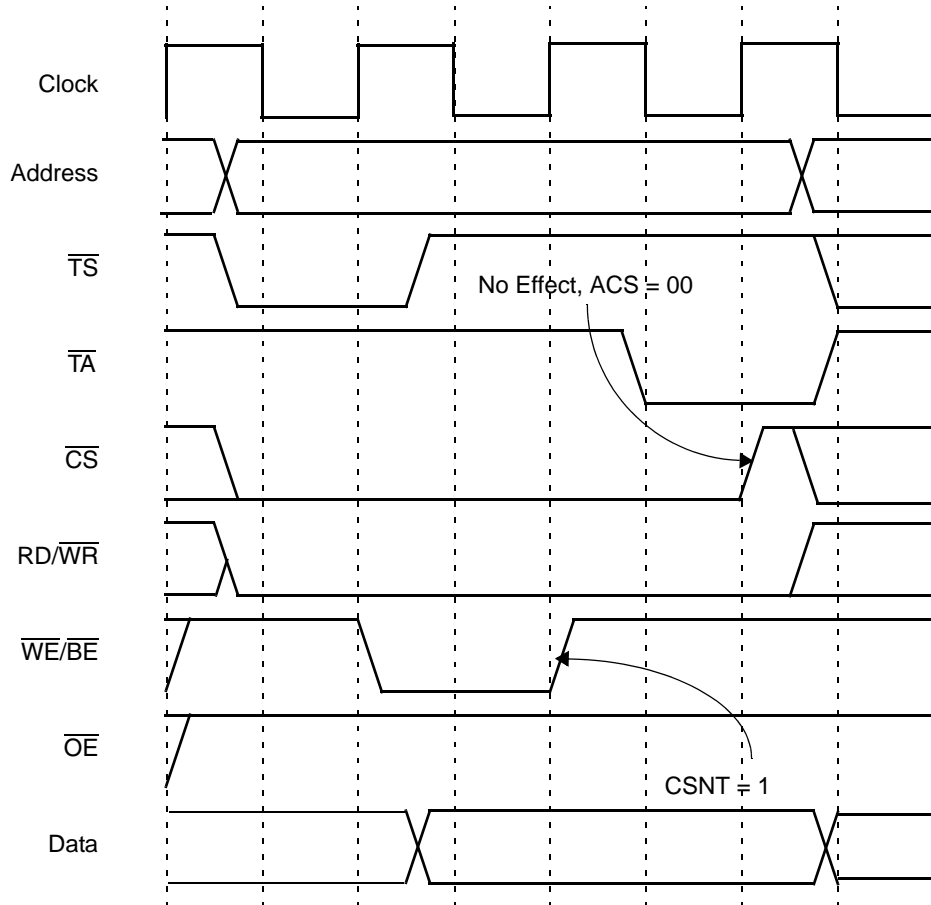 Clock
Address
TS
No Effect, ACS = 00
TA
CS
RD/WR
WE/BE
OE
CSNT = 1
Data